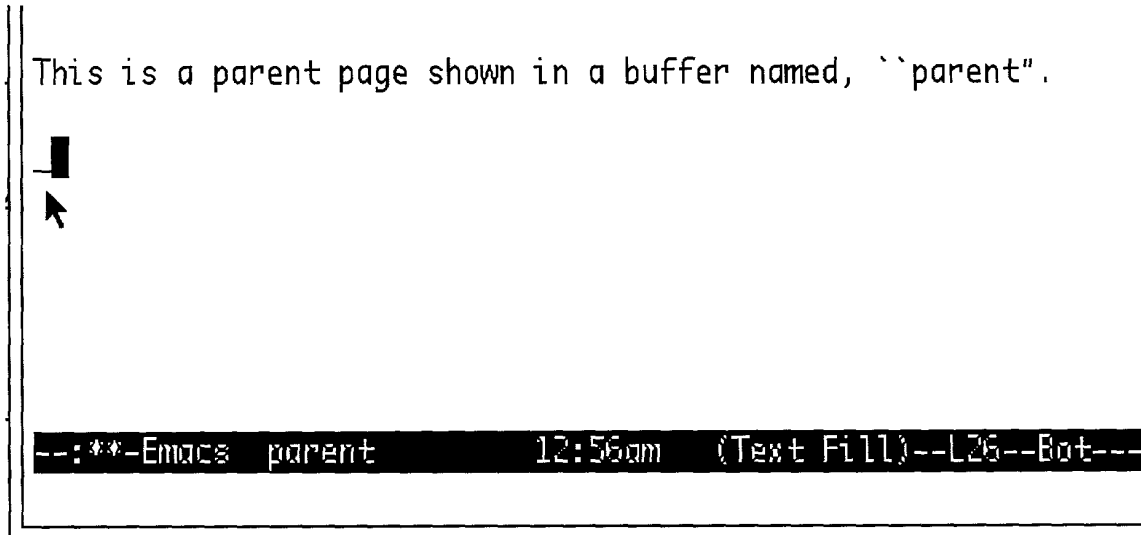 This is a parent page shown in a buffer named, ``parent".
_
--:**-Emacs  parent          12:56am   (Text Fill)--L26--Bot---